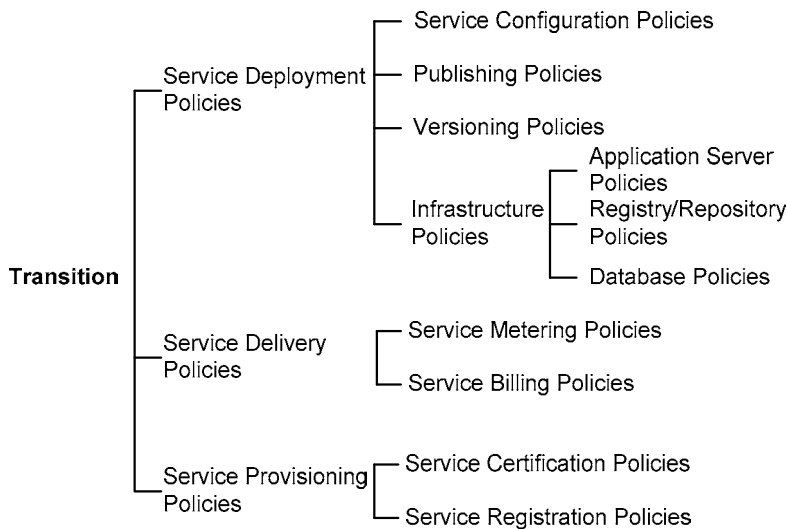 Service Configuration Policies
Service Deployment
Policies
Publishing Policies
Versioning Policies
Infrastructure
Policies
Application Server
Policies
Registry/Repository
Policies
Database Policies
Transition
Service Delivery
Policies
Service Metering Policies
Service Billing Policies
Service Provisioning
Policies
Service Certification Policies
Service Registration Policies